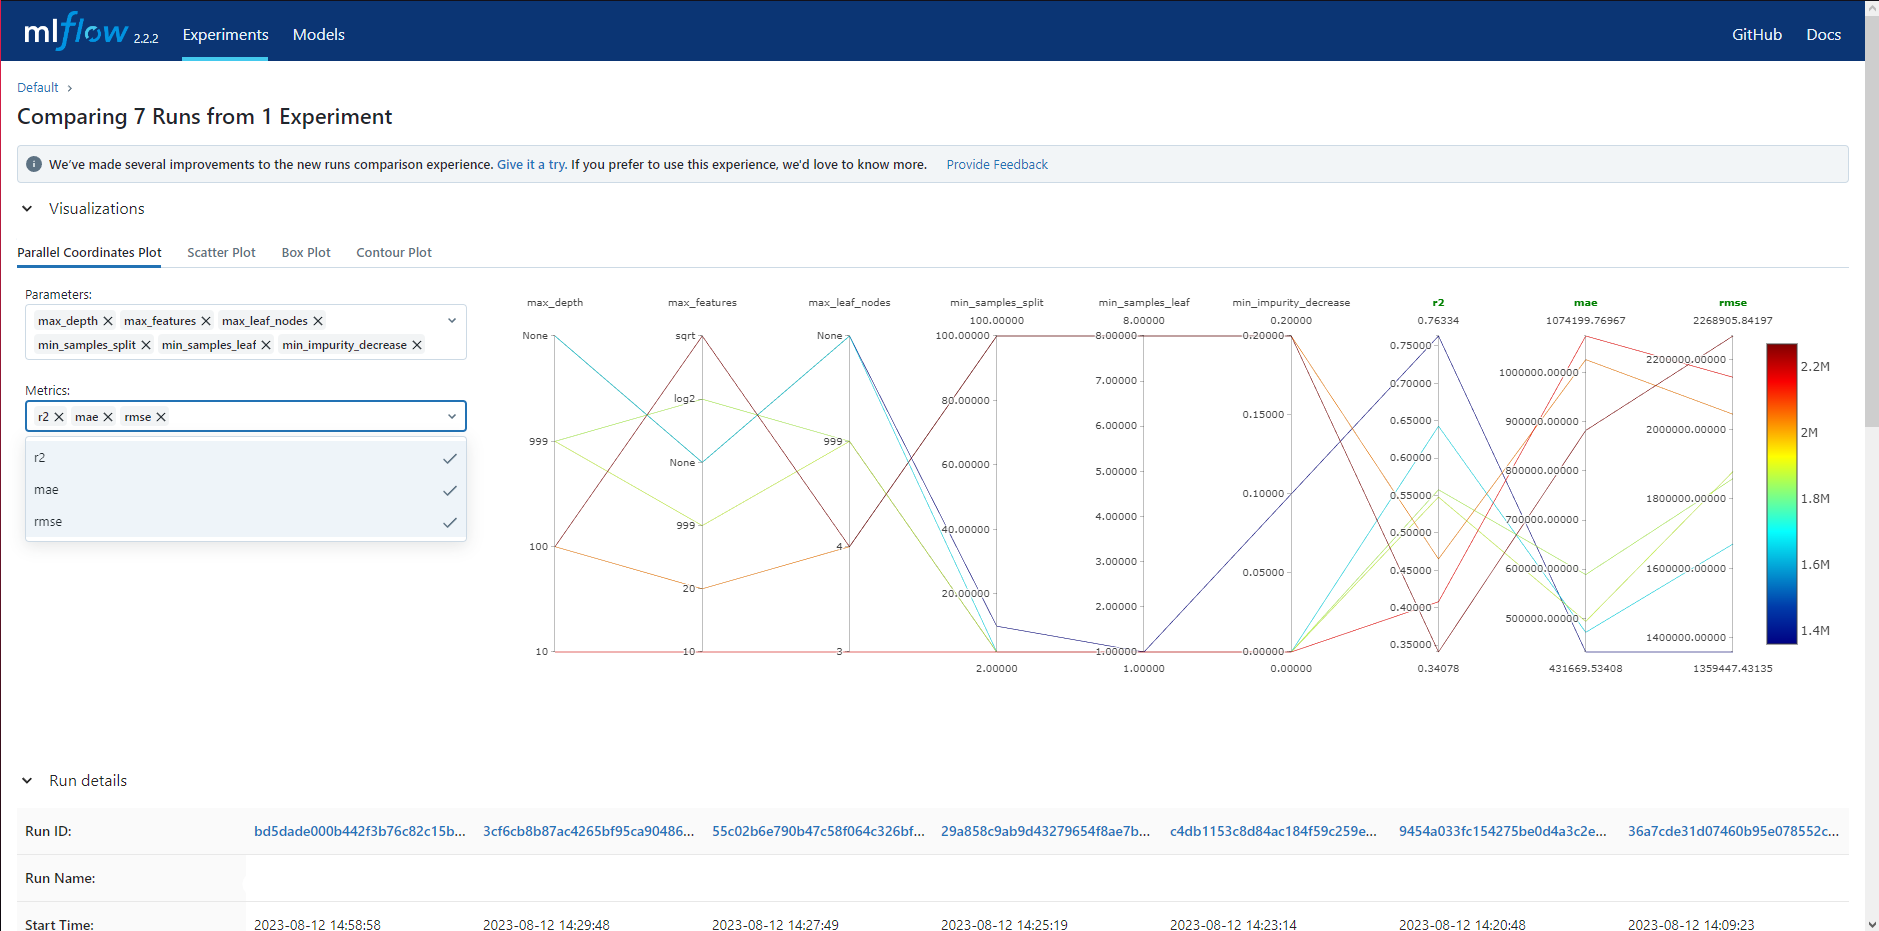 mlflow 2.2.2 Experiments Models GitHub Docs
Default ›
Comparing 7 Runs from 1 Experiment
We've made several improvements to the new runs comparison experience. Give it a try. If you prefer to use this experience, we'd love to know more. Provide Feedback
Visualizations
Parallel Coordinates Plot Scatter Plot Box Plot Contour Plot
Parameters:
max_depth × max_features × max_leaf_nodes ×
min_samples_split × min_samples_leaf × min_impurity_decrease ×
Metrics:
r2 × mae × rmse ×
r2
mae
rmse
max_depth max_features max_leaf_nodes min_samples_split min_samples_leaf min_impurity_decrease r2 mae rmse
100.00000 8.00000 0.20000 0.76334 1074199.76967 2268905.84197
None
999
100
10
sqrt
log2
None
999
20
10
None
999
4
3
100.00000
80.00000
60.00000
40.00000
20.00000
8.00000
7.00000
6.00000
5.00000
4.00000
3.00000
2.00000
1.00000
0.20000
0.15000
0.10000
0.05000
0.00000
0.75000
0.70000
0.65000
0.60000
0.55000
0.50000
0.45000
0.40000
0.35000
1000000.00000
900000.00000
800000.00000
700000.00000
600000.00000
500000.00000
2200000.00000
2000000.00000
1800000.00000
1600000.00000
1400000.00000
2.2M
2M
1.8M
1.6M
1.4M
2.00000 1.00000 0.00000 0.34078 431669.53408 1359447.43135
Run details
Run ID: bd5dade000b442f3b76c82c15b... 3cf6cb8b87ac4265bf95ca90486... 55c02b6e790b47c58f064c326bf... 29a858c9ab9d43279654f8ae7b... c4db1153c8d84ac184f59c259e... 9454a033fc154275be0d4a3c2e... 36a7cde31d07460b95e078552c...
Run Name:
Start Time: 2023-08-12 14:58:58 2023-08-12 14:29:48 2023-08-12 14:27:49 2023-08-12 14:25:19 2023-08-12 14:23:14 2023-08-12 14:20:48 2023-08-12 14:09:23